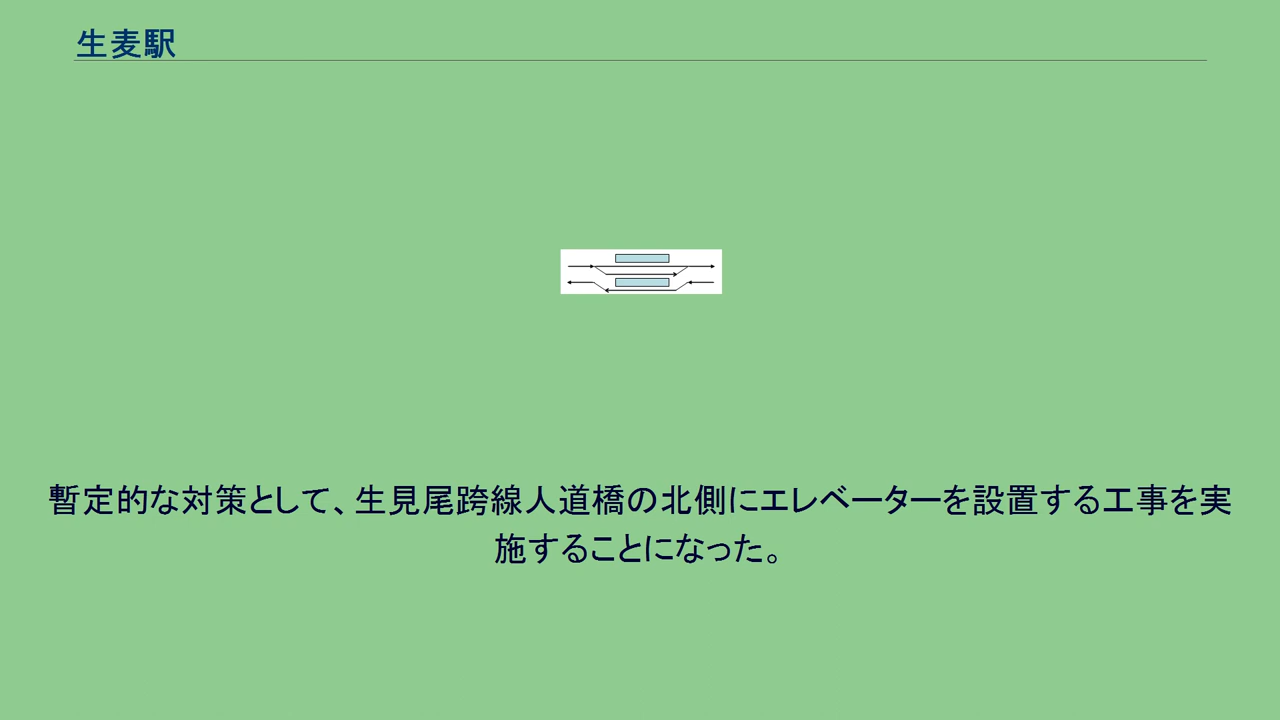 生麦駅
暫定的な対策として、生見尾跨線人道橋の北側にエレベーターを設置する工事を実
施することになった。